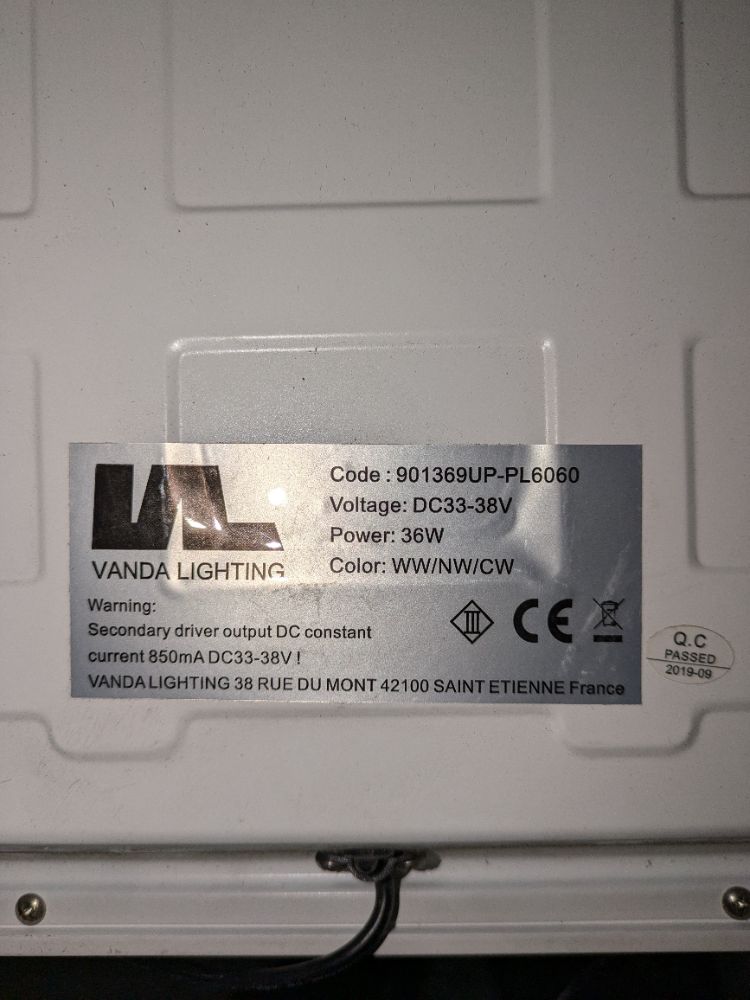 VL
VANDA LIGHTING
Code : 901369UP-PL6060
Voltage: DC33-38V
Power: 36W
Color: WW/NW/CW
Warning:
Secondary driver output DC constant
current 850mA DC33-38V !
VANDA LIGHTING 38 RUE DU MONT 42100 SAINT ETIENNE France
III
CE
Q.C
PASSED
2019-09